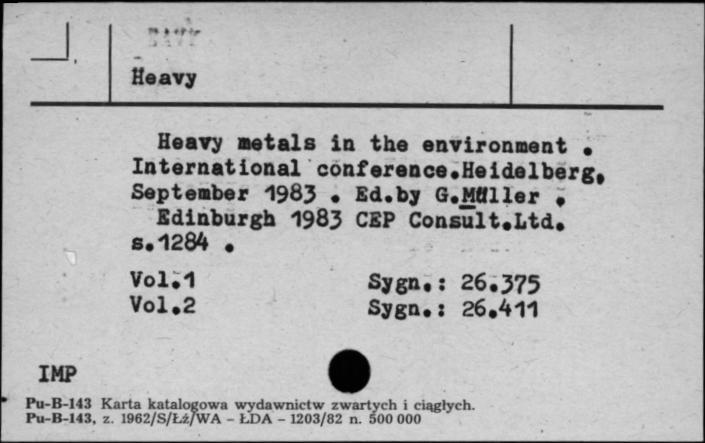 Heavy
Heavy metals in the environment .
International conference.Heidelberg,
September 1983 . Ed.by G.Müller .
Edinburgh 1983 CEP Consult.Ltd.
s.1284 .
Vol.1 Sygn.: 26.375
Vol.2 Sygn.: 26.411
IMP
Pu-B-143 Karta katalogowa wydawnictw zwartych i ciągłych.
Pu-B-143, z. 1962/S/Łż/WA - ŁDA - 1203/82 n. 500 000